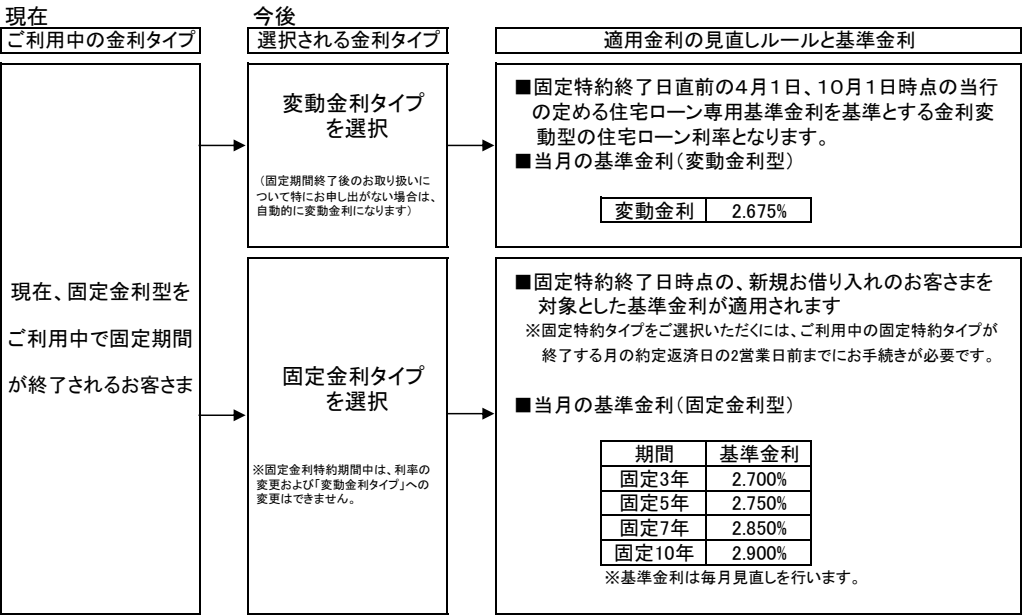 現在
ご利用中の金利タイプ
現在、固定金利型を
ご利用中で固定期間
が終了されるお客さま
今後
選択される金利タイプ
変動金利タイプ
を選択
(固定期間終了後のお取り扱いに
ついて特にお申し出がない場合は、
自動的に変動金利になります)
固定金利タイプ
を選択
※固定金利特約期間中は、利率の
変更および「変動金利タイプ」への
変更はできません。
適用金利の見直しルールと基準金利
■固定特約終了日直前の4月1日、10月1日時点の当行
の定める住宅ローン専用基準金利を基準とする金利変
動型の住宅ローン利率となります。
■当月の基準金利(変動金利型)
変動金利 2.675%
■固定特約終了日時点の、新規お借り入れのお客さまを
対象とした基準金利が適用されます
※固定特約タイプをご選択いただくには、ご利用中の固定特約タイプが
終了する月の約定返済日の2営業日前までにお手続きが必要です。
■当月の基準金利(固定金利型)
期間 基準金利
固定3年 2.700%
固定5年 2.750%
固定7年 2.850%
固定10年 2.900%
※基準金利は毎月見直しを行います。